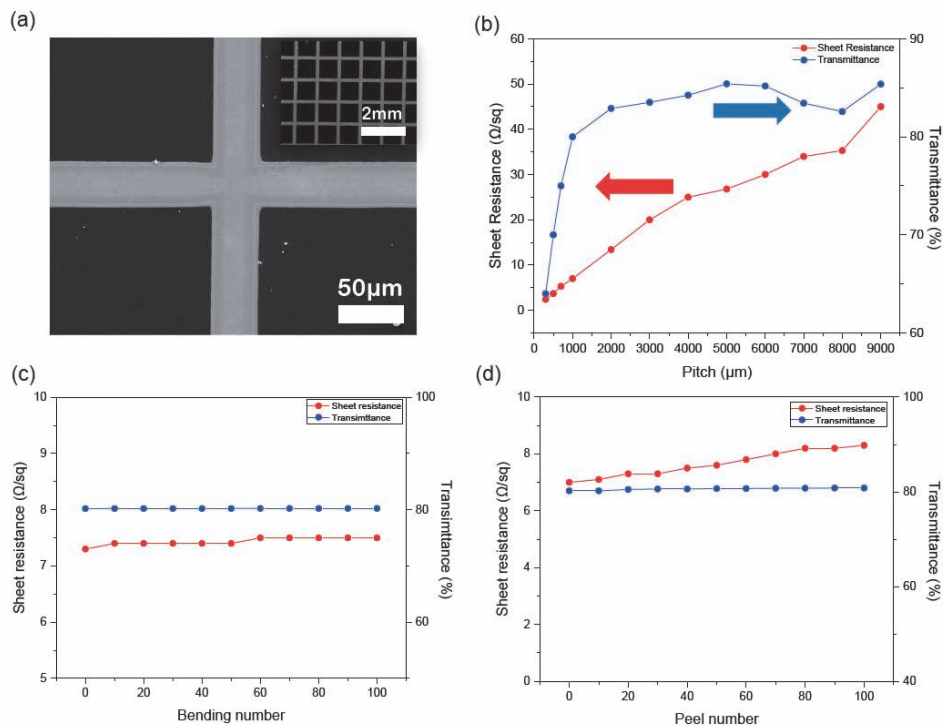 (a)
2mm
50μm
(b)
Sheet Resistance
Transmittance
60
50
40
30
20
10
0
Sheet Resistance (Ω/sq)
90
80
70
60
Transmittance (%)
0 1000 2000 3000 4000 5000 6000 7000 8000 9000
Pitch (μm)
(c)
Sheet resistance
Transimttance
10
9
8
7
6
5
Sheet resistance (Ω/sq)
100
80
60
Transimttance (%)
0 20 40 60 80 100
Bending number
(d)
Sheet resistance
Transmittance
10
8
6
4
2
0
Sheet resistance (Ω/sq)
100
80
60
40
Transmittance (%)
0 20 40 60 80 100
Peel number